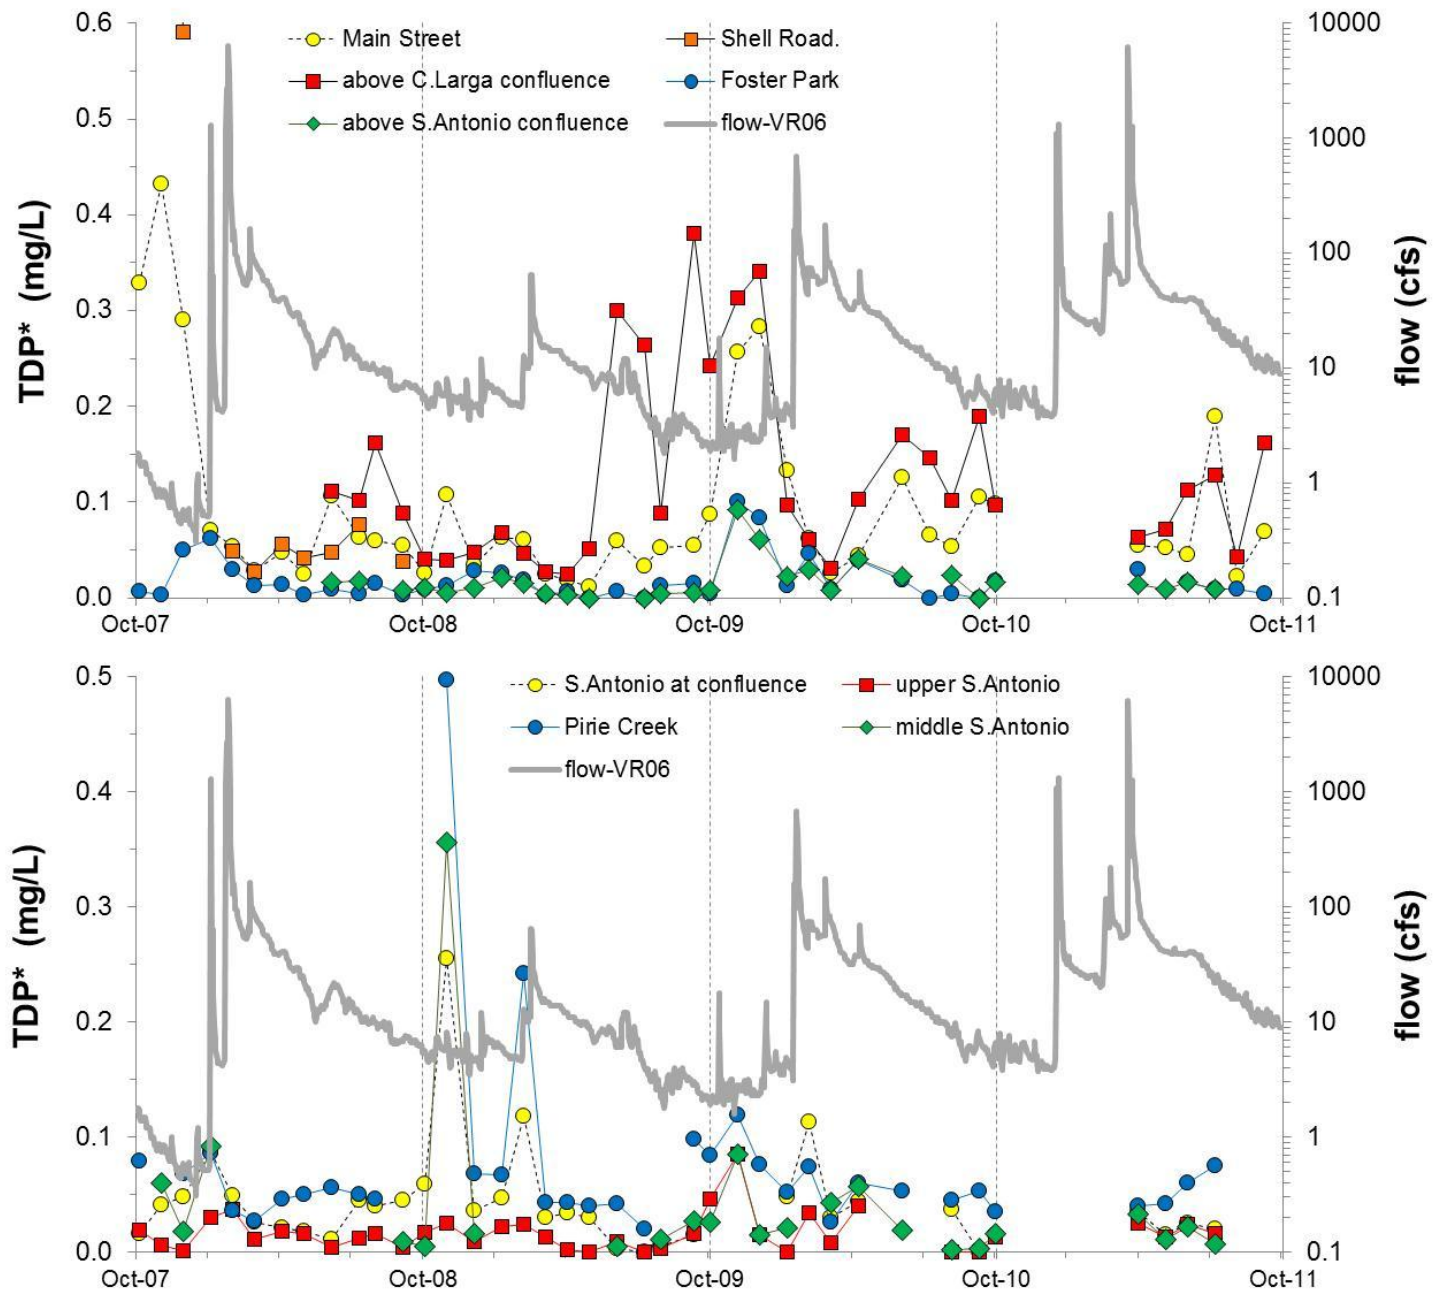 0.6
0.5
0.4
0.3
0.2
0.1
0.0
TDP* (mg/L)
Main Street
Shell Road.
above C.Larga confluence
Foster Park
above S.Antonio confluence
flow-VR06
10000
1000
100
10
1
0.1
flow (cfs)
Oct-07 Oct-08 Oct-09 Oct-10 Oct-11
0.5
0.4
0.3
0.2
0.1
0.0
TDP* (mg/L)
S.Antonio at confluence
upper S.Antonio
Pirie Creek
middle S.Antonio
flow-VR06
10000
1000
100
10
1
0.1
flow (cfs)
Oct-07 Oct-08 Oct-09 Oct-10 Oct-11